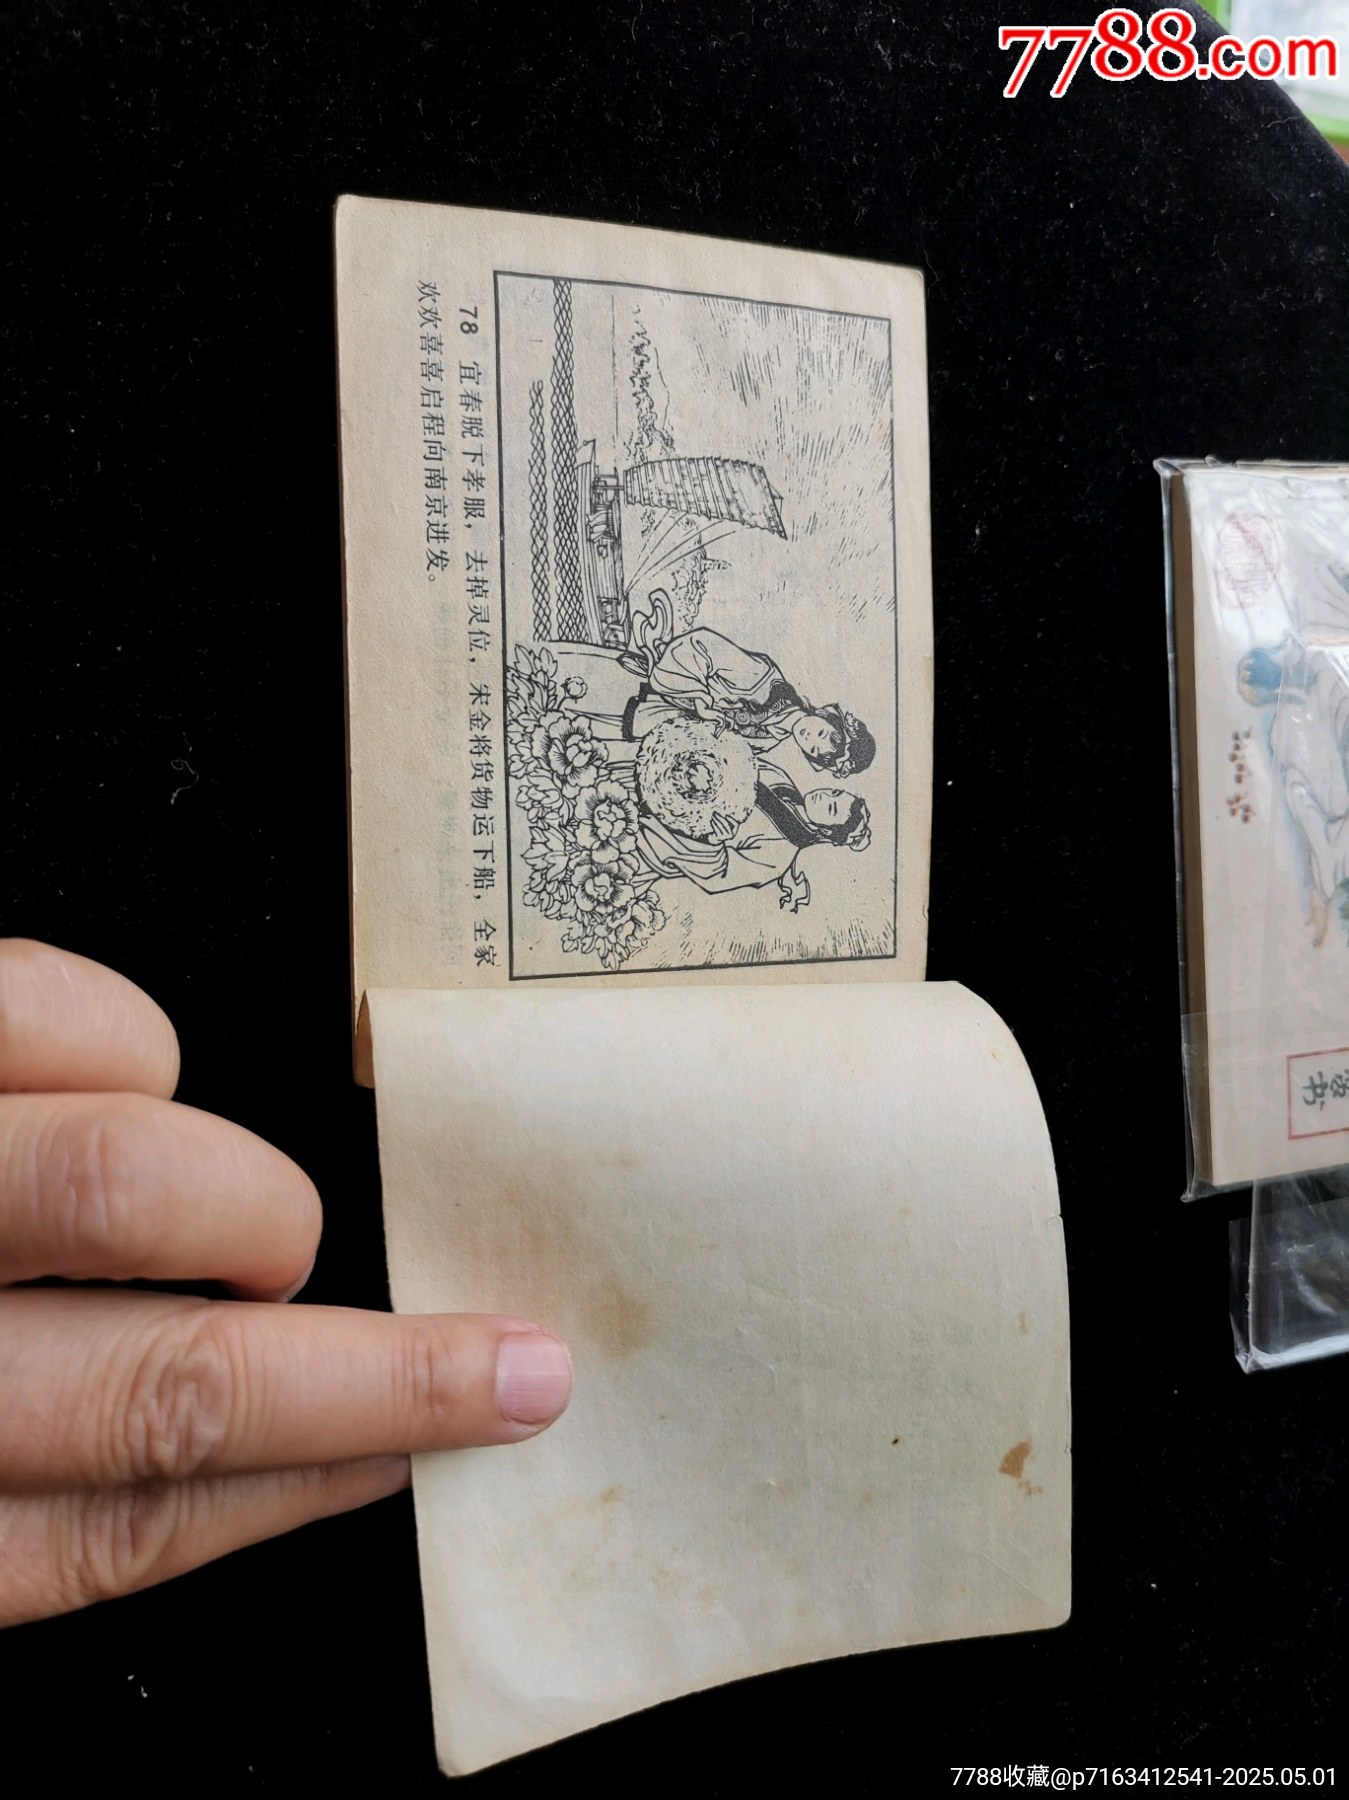 7788.com
78 宜春脱下孝服，去掉灵位，宋金将货物运下船，全家
欢欢喜喜启程向南京进发。
书
7788收藏@p7163412541-2025.05.01